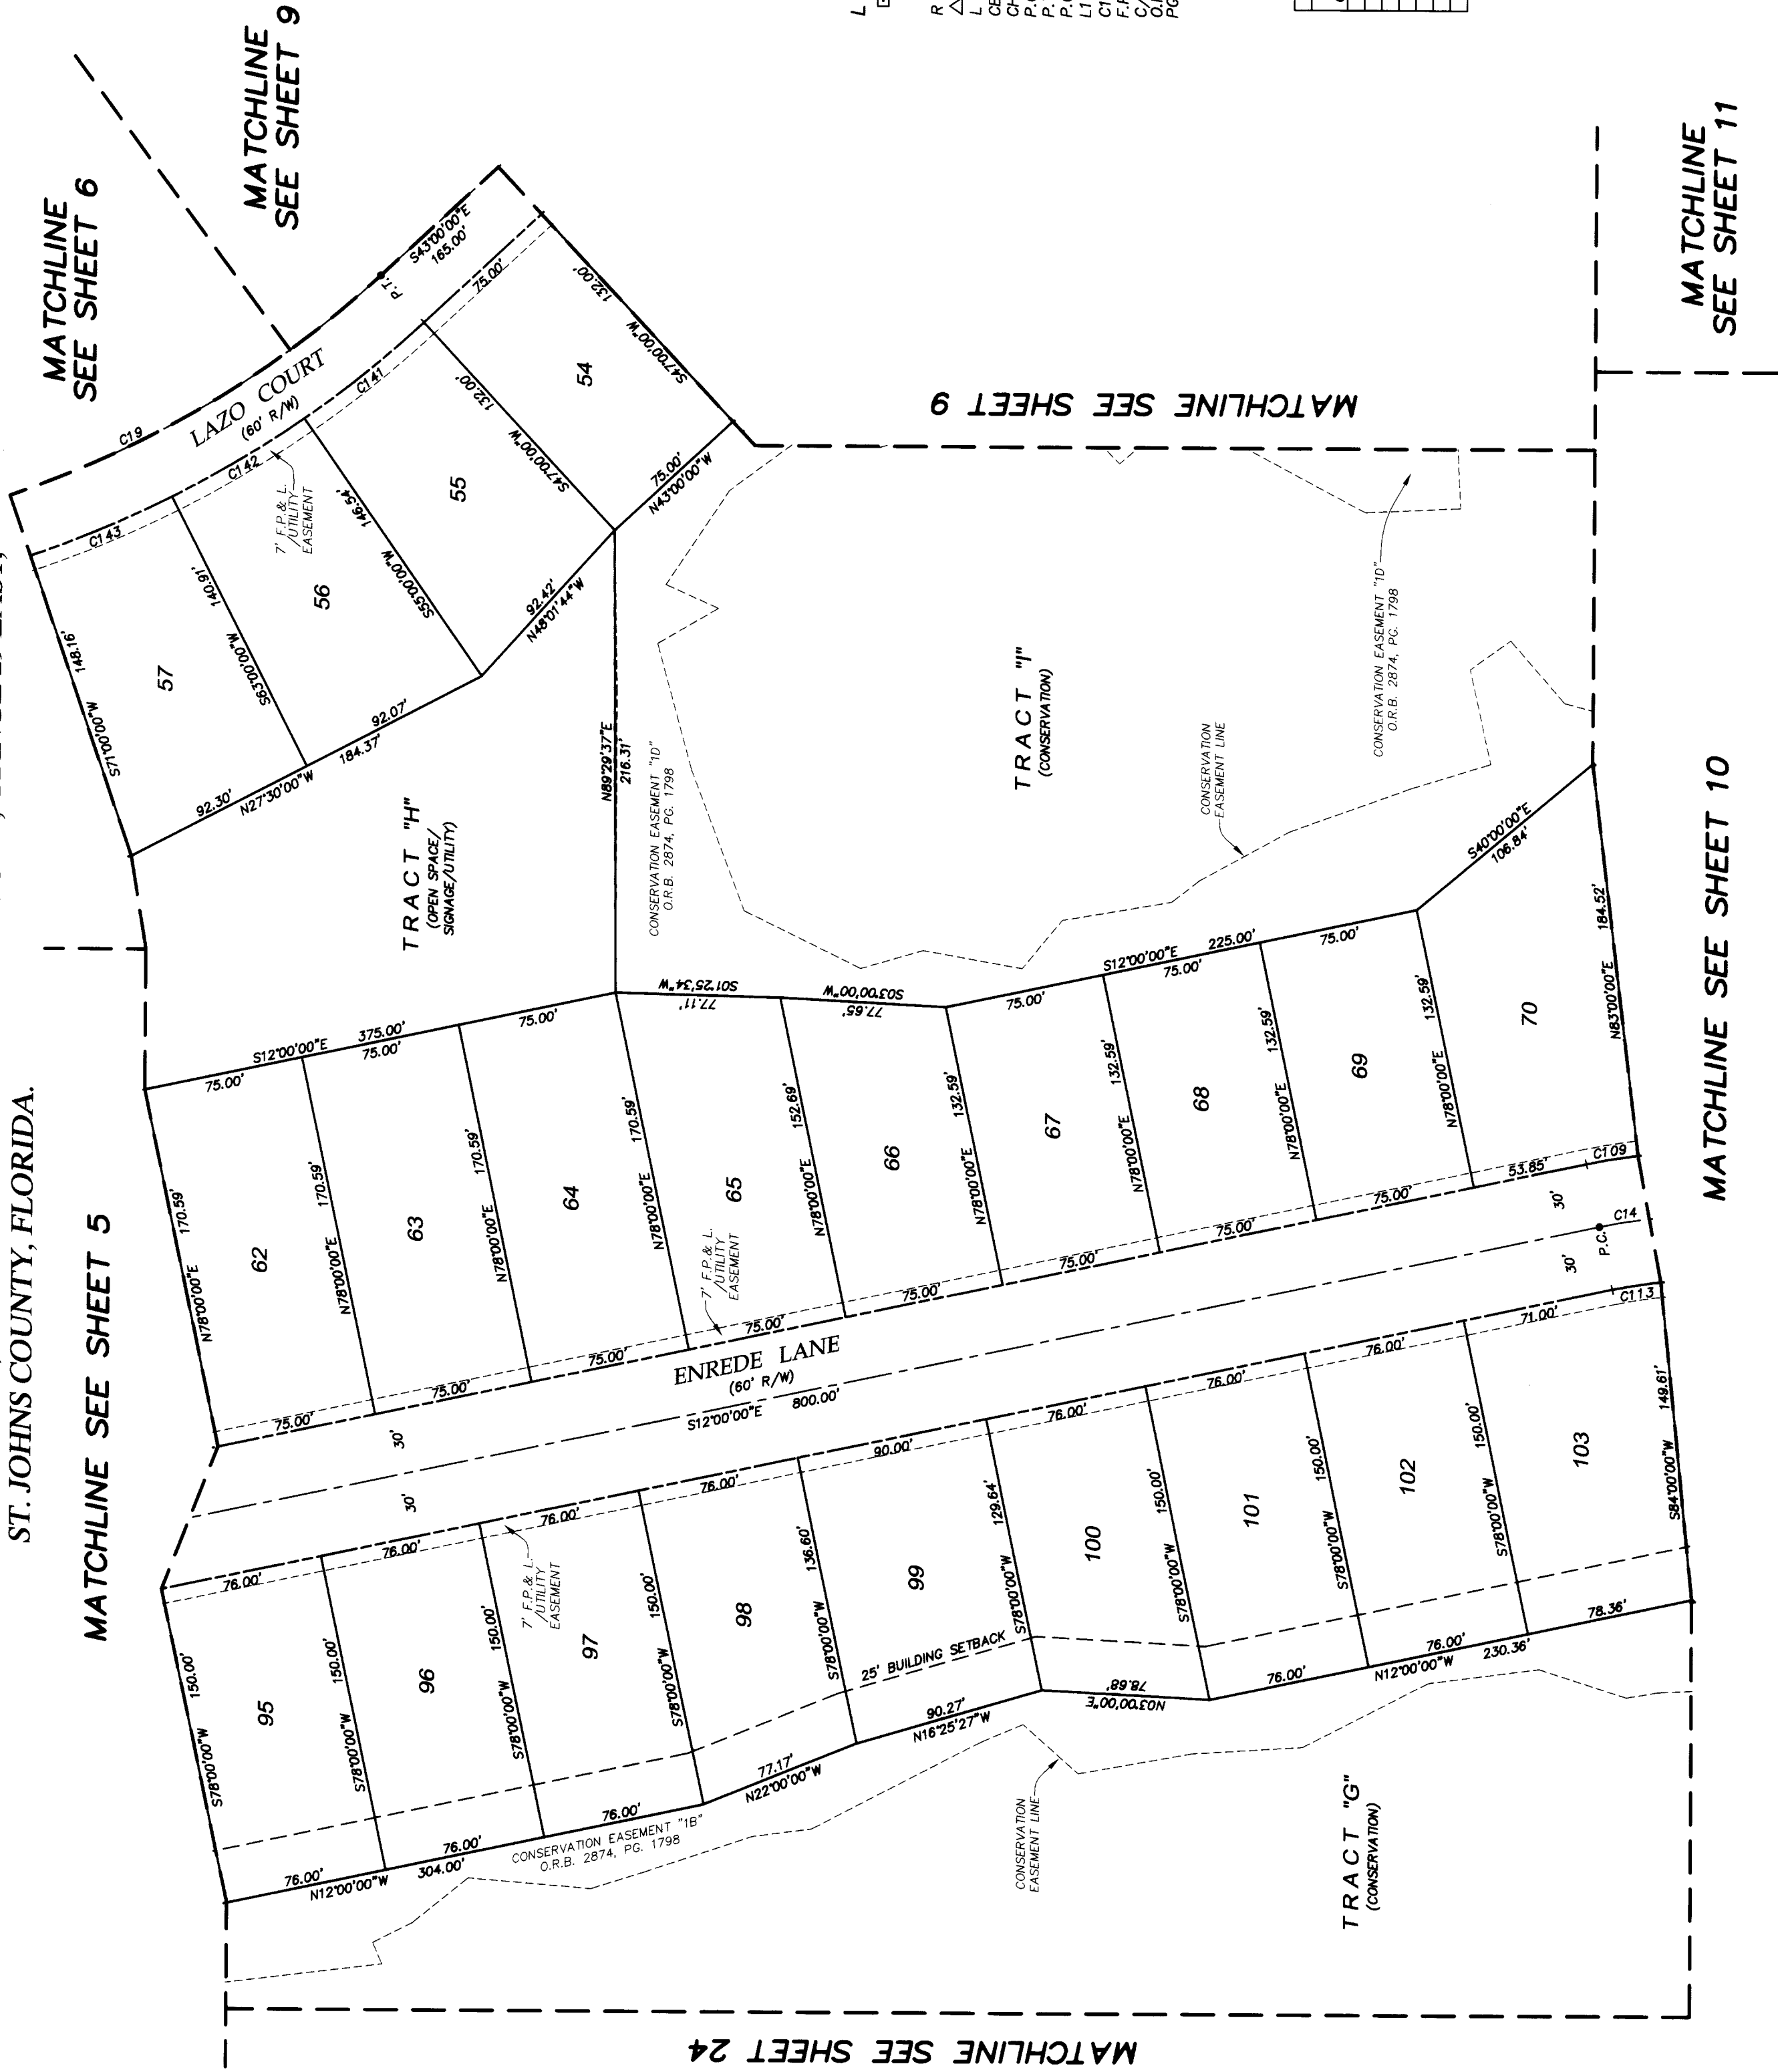 ST. JOHNS COUNTY, FLORIDA.
MATCHLINE SEE SHEET 5
MATCHLINE
SEE SHEET 6
MATCHLINE
SEE SHEET 9
C19
LAZO COURT
(60' R/W)
P.T.
S43°00'00"E
165.00'
C143
C142
C141
75.00'
7' F.P.& L.
/UTILITY
EASEMENT
S71°00'00"W 148.16'
57
S63°00'00"W 140.91'
56
S55°00'00"W 146.54'
55
S47°00'00"W 132.00'
54
S47°00'00"W 132.00'
92.30'
N27°30'00"W
184.37'
92.07'
92.42'
N48°01'44"W
75.00'
N43°00'00"W
TRACT "H"
(OPEN SPACE/
SIGNAGE/UTILITY)
N89°29'37"E
216.31'
CONSERVATION EASEMENT "1D"
O.R.B. 2874, PG. 1798
TRACT "I"
(CONSERVATION)
CONSERVATION
EASEMENT LINE
CONSERVATION EASEMENT "1D"
O.R.B. 2874, PG. 1798
MATCHLINE SEE SHEET 9
MATCHLINE
SEE SHEET 11
MATCHLINE SEE SHEET 10
N78°00'00"E 170.59'
62
75.00'
S12°00'00"E
375.00'
75.00'
75.00'
N78°00'00"E 170.59'
63
N78°00'00"E 170.59'
64
N78°00'00"E 170.59'
65
S01°25'34"W
77.11'
N78°00'00"E 152.69'
66
S03°00'00"W
77.65'
N78°00'00"E 132.59'
67
75.00'
S12°00'00"E
225.00'
75.00'
75.00'
N78°00'00"E 132.59'
68
N78°00'00"E 132.59'
69
N78°00'00"E 132.59'
70
S40°00'00"E
106.84'
N83°00'00"E 184.52'
75.00'
75.00'
75.00'
75.00'
75.00'
75.00'
75.00'
75.00'
53.85'
C109
7' F.P.& L.
/UTILITY
EASEMENT
30'
30'
ENREDE LANE
(60' R/W)
S12°00'00"E 800.00'
30'
30'
P.C.
C14
C113
76.00'
76.00'
76.00'
76.00'
90.00'
76.00'
76.00'
76.00'
71.00'
7' F.P.& L.
/UTILITY
EASEMENT
S78°00'00"W 150.00'
95
S78°00'00"W 150.00'
96
S78°00'00"W 150.00'
97
S78°00'00"W 150.00'
98
S78°00'00"W 136.60'
99
S78°00'00"W 129.64'
100
S78°00'00"W 150.00'
101
S78°00'00"W 150.00'
102
S78°00'00"W 150.00'
103
S84°00'00"W 149.61'
25' BUILDING SETBACK
76.00'
N12°00'00"W
304.00'
76.00'
76.00'
77.17'
N22°00'00"W
90.27'
N16°25'27"W
78.68'
N03°00'00"E
76.00'
N12°00'00"W
230.36'
76.00'
78.36'
CONSERVATION EASEMENT "1B"
O.R.B. 2874, PG. 1798
CONSERVATION
EASEMENT LINE
TRACT "G"
(CONSERVATION)
MATCHLINE SEE SHEET 24